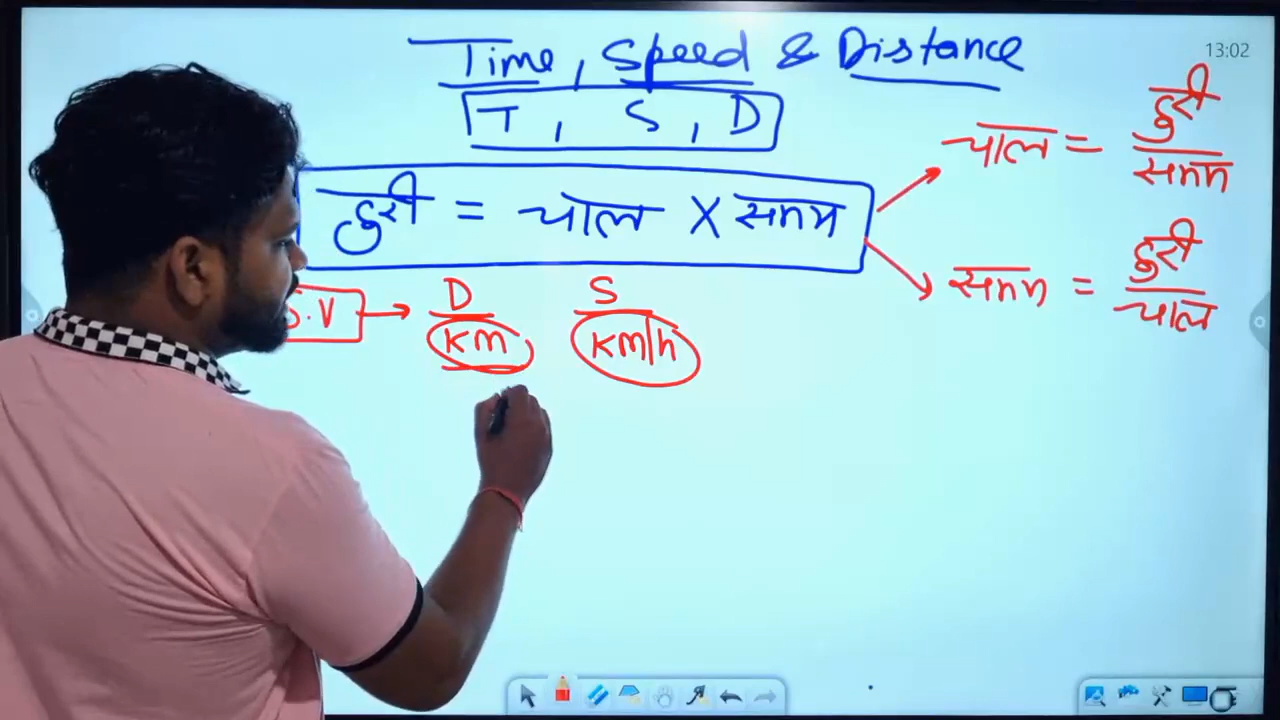 Time, Speed & Distance
13:02
T, S, D
दुरी = चाल X समय
चाल = दुरी / समय
समय = दुरी / चाल
S.V → D S
km km/h